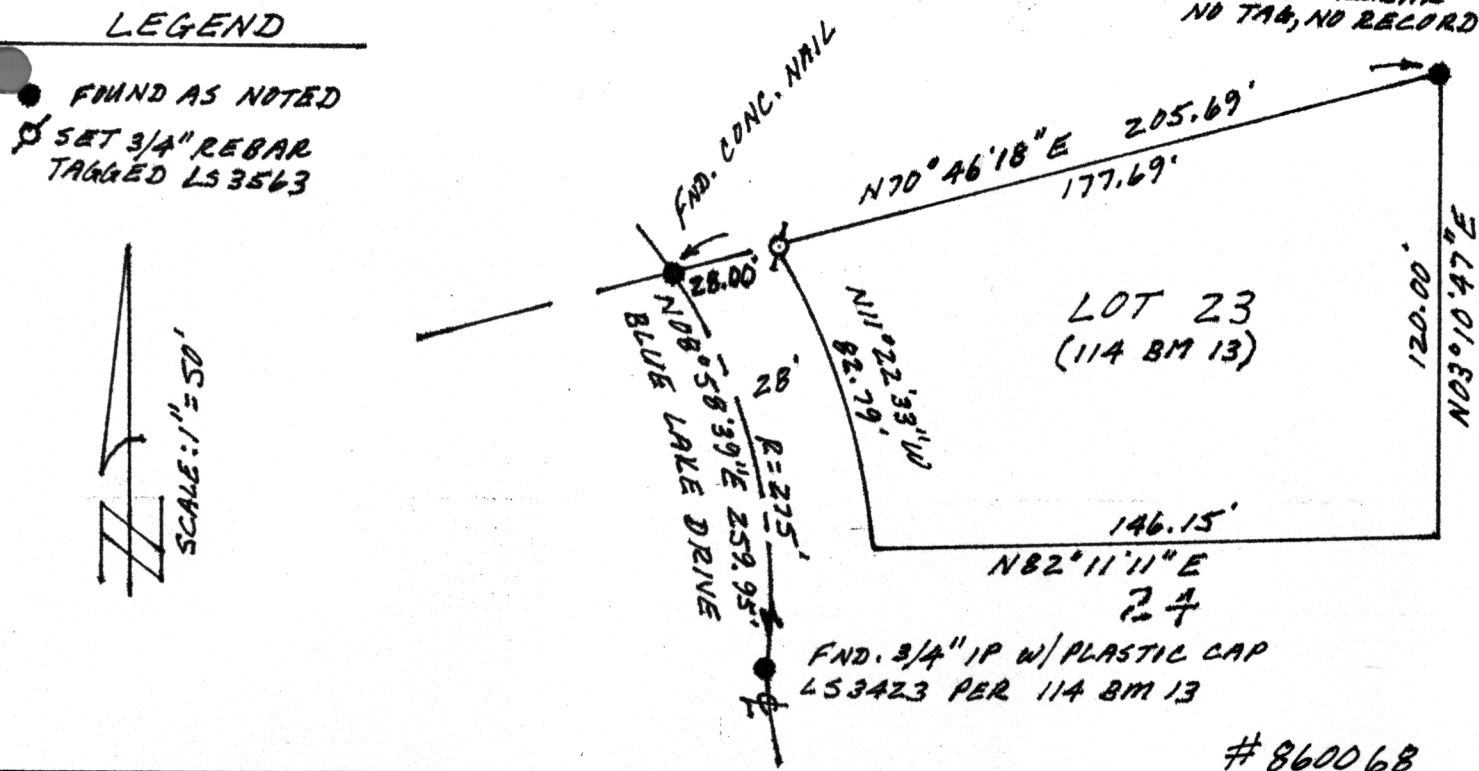 LEGEND
FOUND AS NOTED
SET 3/4" REBAR
TAGGED LS3563
SCALE: 1"=50'
N
NO TAG, NO RECORD
FND. CONC. NAIL
N70°46'18"E 205.69'
177.69'
28.00'
N08°58'39"E 259.95'
BLUE LAKE DRIVE
28'
R=275'
N11°22'33"W
82.79'
LOT 23
(114 BM 13)
120.00'
N03°10'47"E
146.15'
N82°11'11"E
24
FND. 3/4" IP W/PLASTIC CAP
LS3423 PER 114 BM 13
#860068